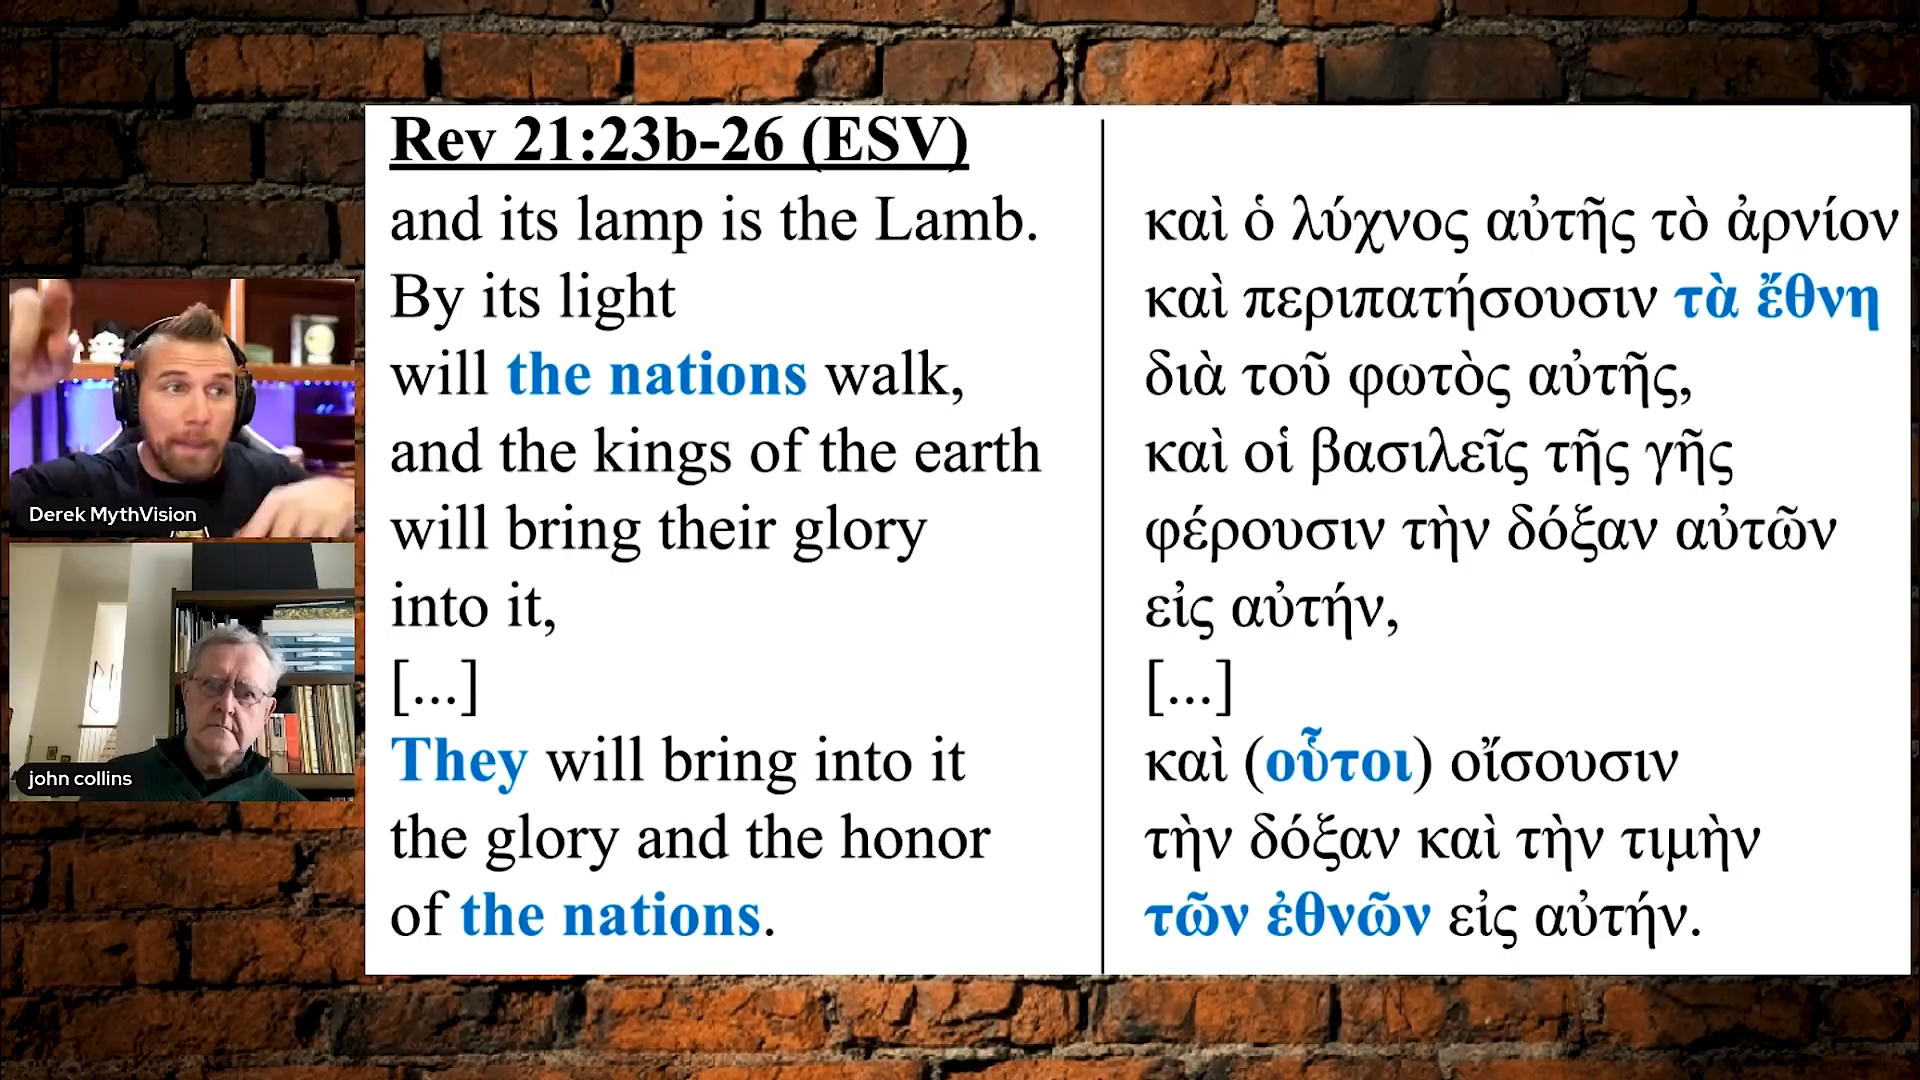 Rev 21:23b-26 (ESV)
and its lamp is the Lamb.
By its light
will the nations walk,
and the kings of the earth
will bring their glory
into it,
[...]
They will bring into it
the glory and the honor
of the nations.
καὶ ὁ λύχνος αὐτῆς τὸ ἀρνίον
καὶ περιπατήσουσιν τὰ ἔθνη
διὰ τοῦ φωτὸς αὐτῆς,
καὶ οἱ βασιλεῖς τῆς γῆς
φέρουσιν τὴν δόξαν αὐτῶν
εἰς αὐτήν,
[...]
καὶ (οὗτοι) οἴσουσιν
τὴν δόξαν καὶ τὴν τιμὴν
τῶν ἐθνῶν εἰς αὐτήν.
Derek MythVision
john collins